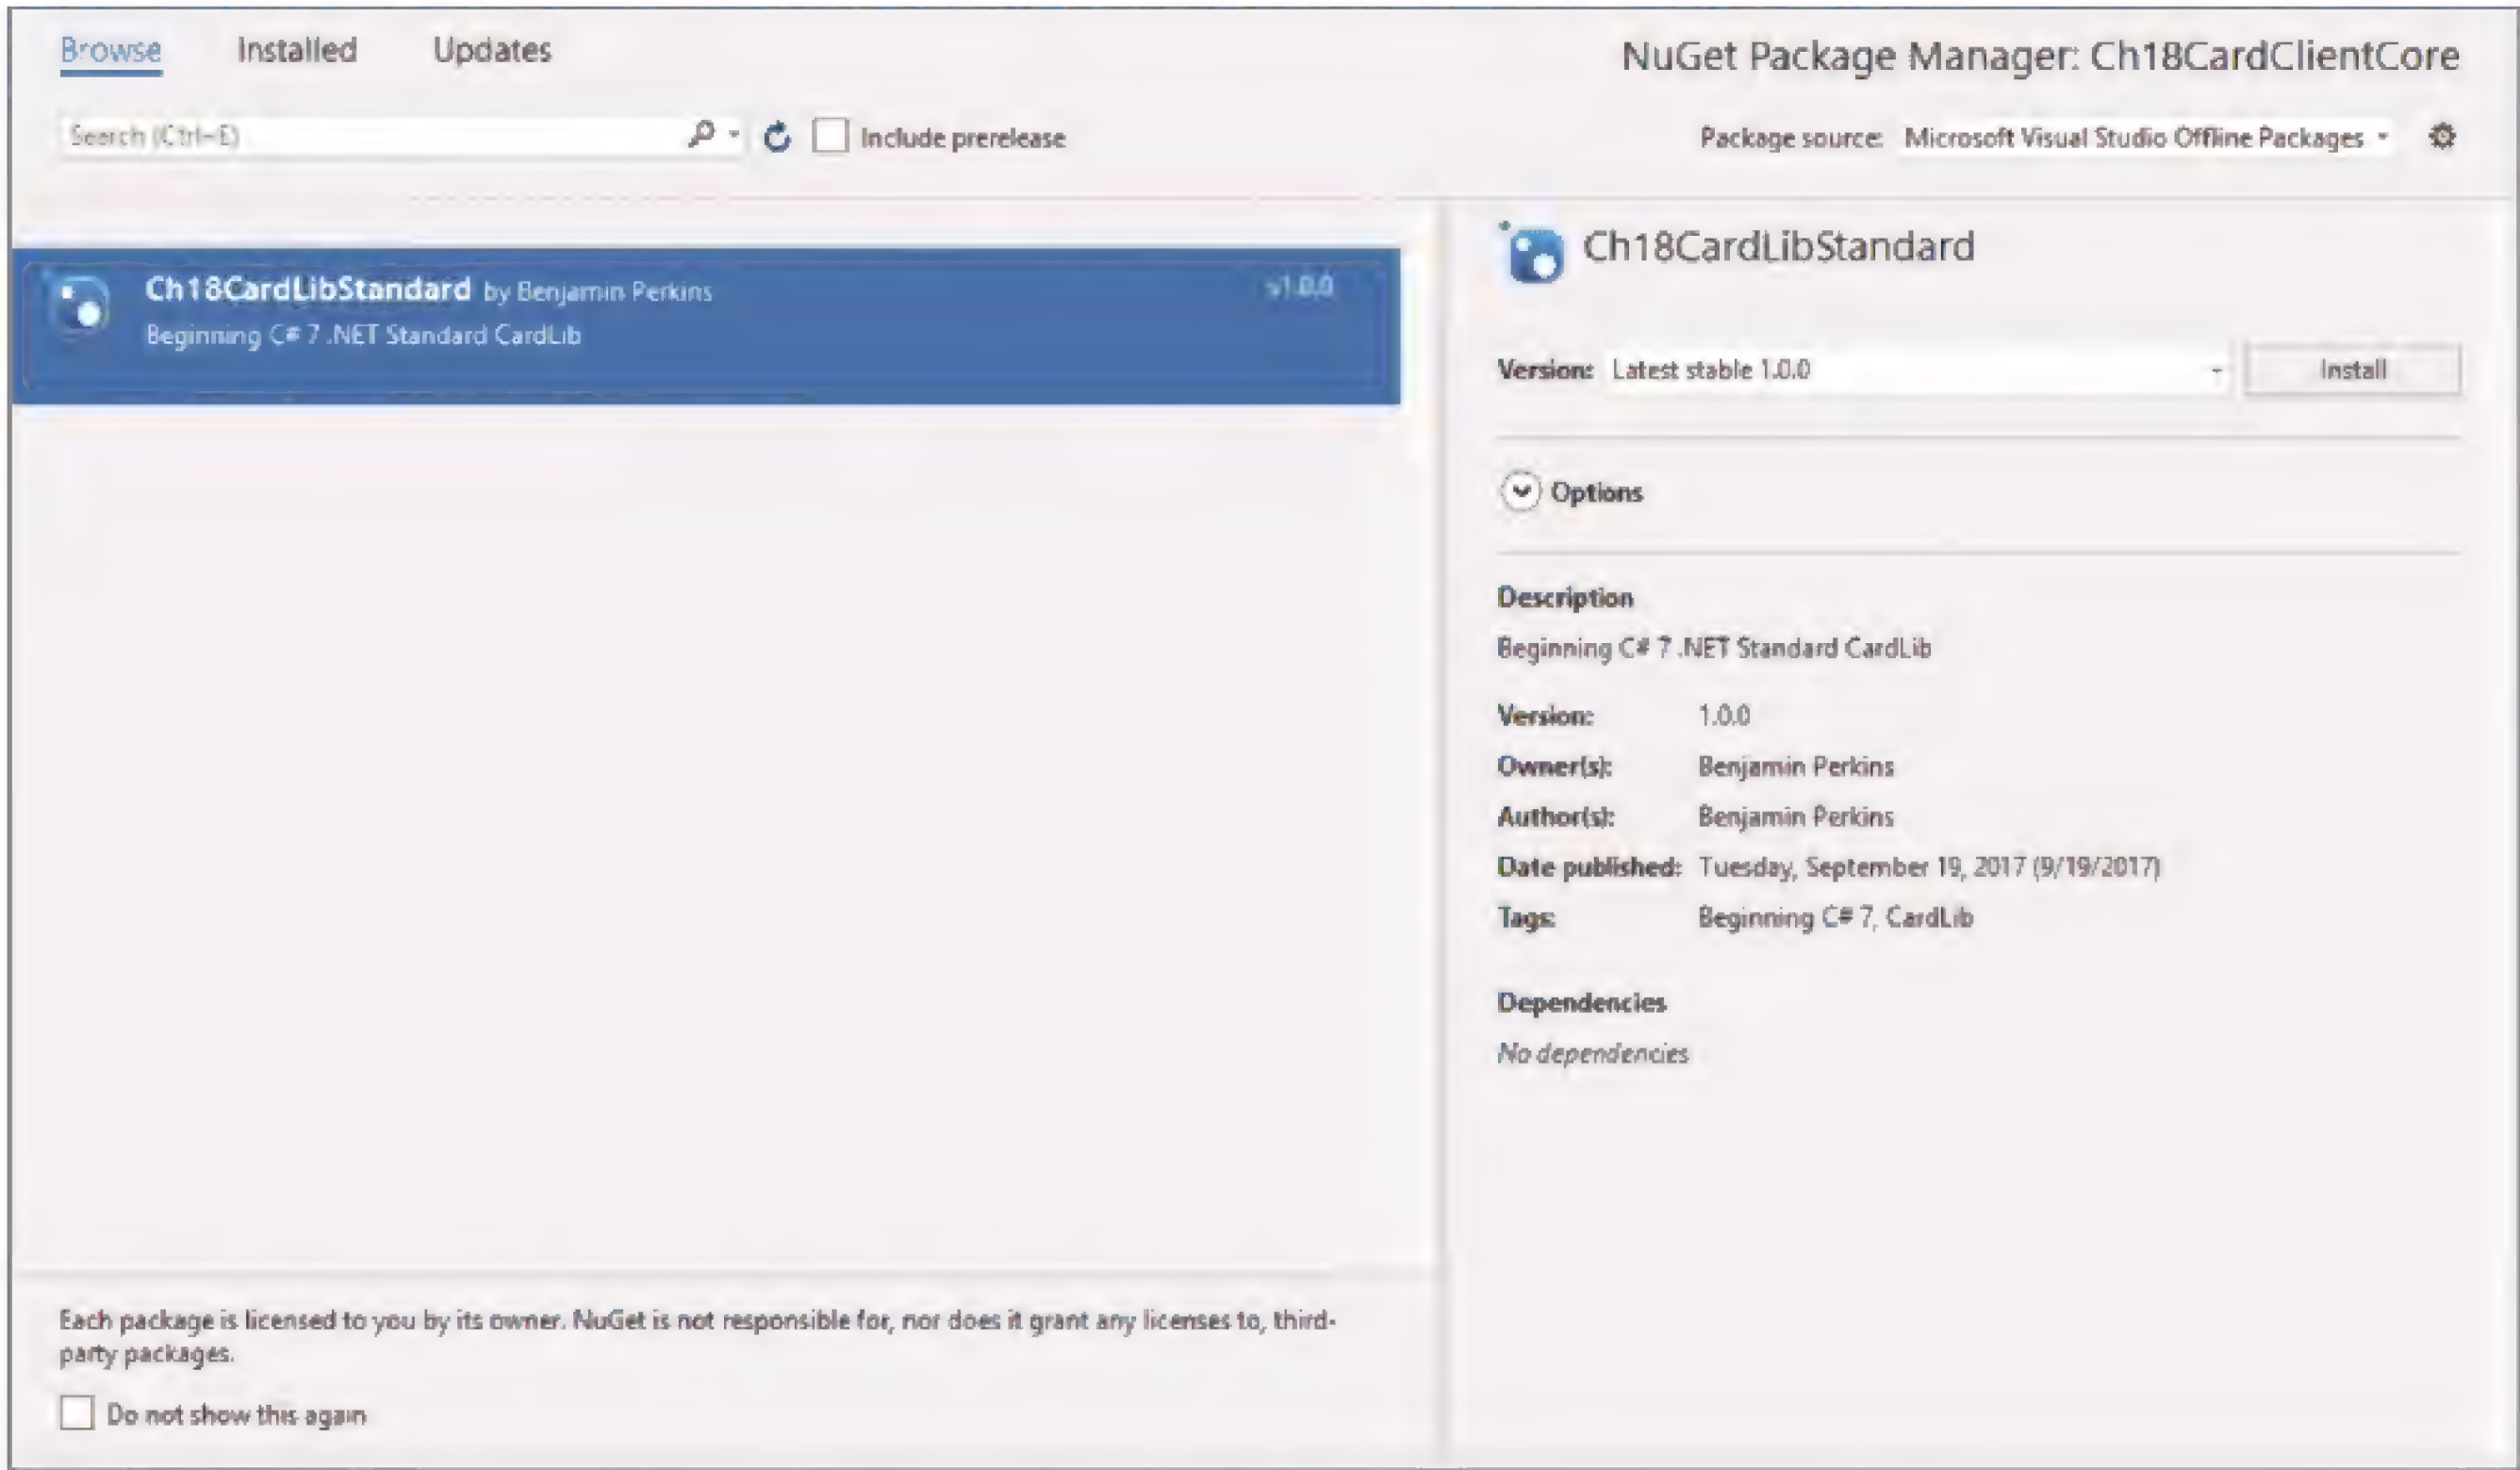 Browse Installed Updates
NuGet Package Manager: Ch18CardClientCore
Search (Ctrl+E)
Include prerelease
Package source: Microsoft Visual Studio Offline Packages
Ch18CardLibStandard by Benjamin Perkins v1.0.0
Beginning C# 7 .NET Standard CardLib
Ch18CardLibStandard
Version: Latest stable 1.0.0 Install
Options
Description
Beginning C# 7 .NET Standard CardLib
Version: 1.0.0
Owner(s): Benjamin Perkins
Author(s): Benjamin Perkins
Date published: Tuesday, September 19, 2017 (9/19/2017)
Tags: Beginning C# 7, CardLib
Dependencies
No dependencies
Each package is licensed to you by its owner. NuGet is not responsible for, nor does it grant any licenses to, third-
party packages.
Do not show this again